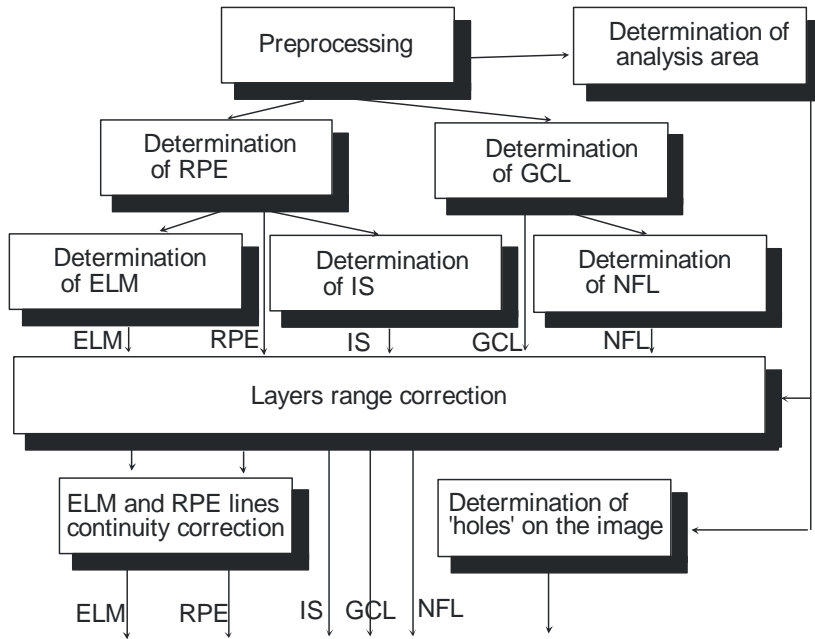 Preprocessing
Determination of
analysis area
Determination
of RPE
Determination
of GCL
Determination
of ELM
Determination
of IS
Determination
of NFL
ELM
RPE
IS
GCL
NFL
Layers range correction
ELM and RPE lines
continuity correction
Determination of
'holes' on the image
ELM
RPE
IS
GCL
NFL